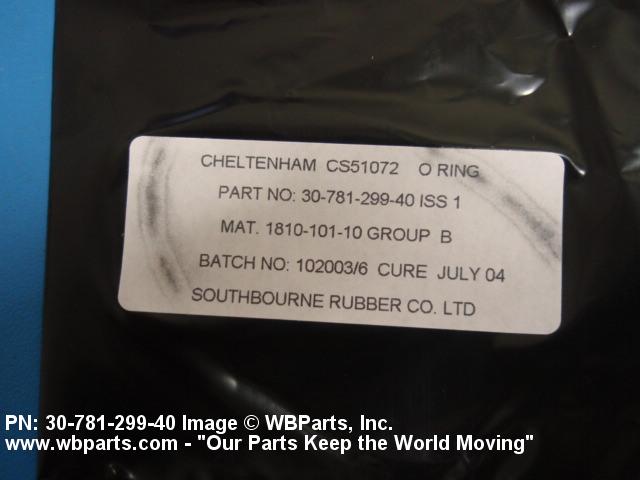 CHELTENHAM CS51072 O RING
PART NO: 30-781-299-40 ISS 1
MAT. 1810-101-10 GROUP B
BATCH NO: 102003/6 CURE JULY 04
SOUTHBOURNE RUBBER CO. LTD
PN: 30-781-299-40 Image © WBParts, Inc.
www.wbparts.com - "Our Parts Keep the World Moving"